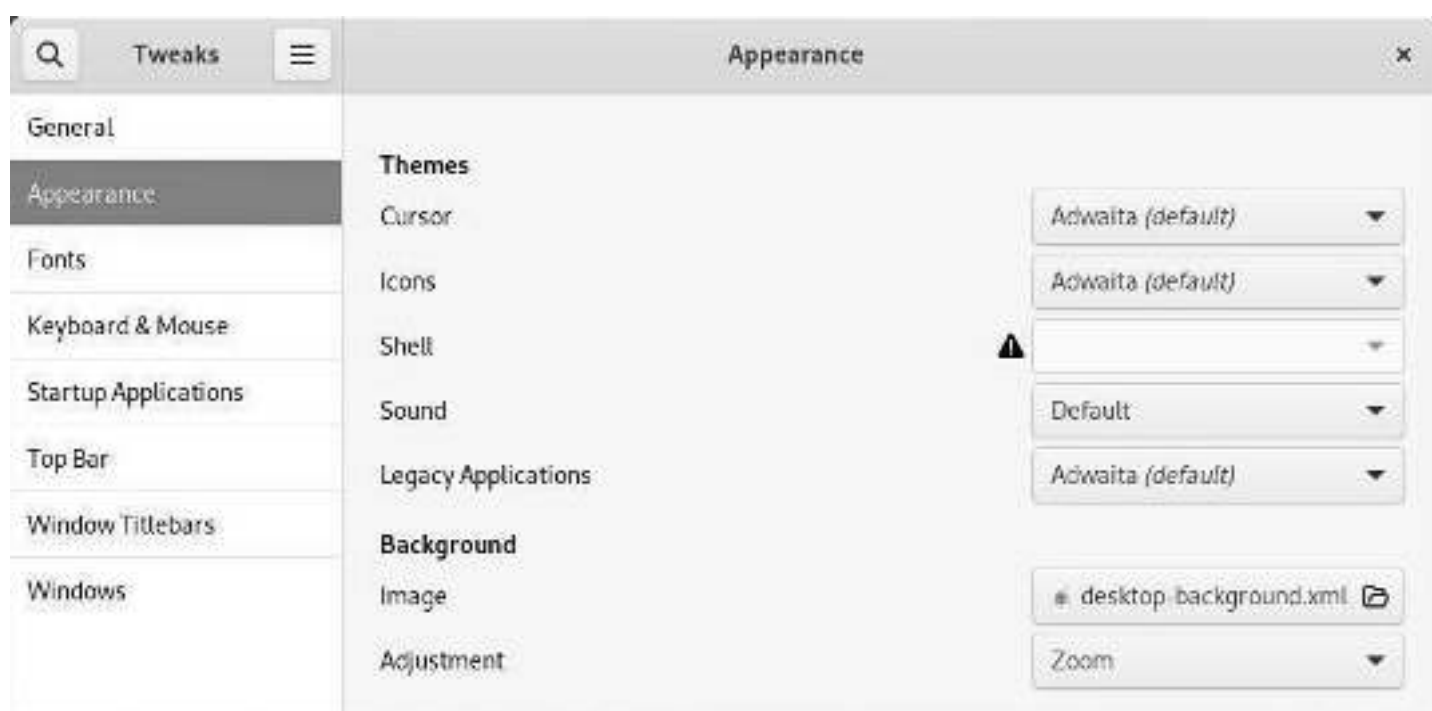 Tweaks
Appearance
General
Appearance
Fonts
Keyboard & Mouse
Startup Applications
Top Bar
Window Titlebars
Windows
Themes
Cursor Adwaita (default)
Icons Adwaita (default)
Shell
Sound Default
Legacy Applications Adwaita (default)
Background
Image desktop-background.xml
Adjustment Zoom